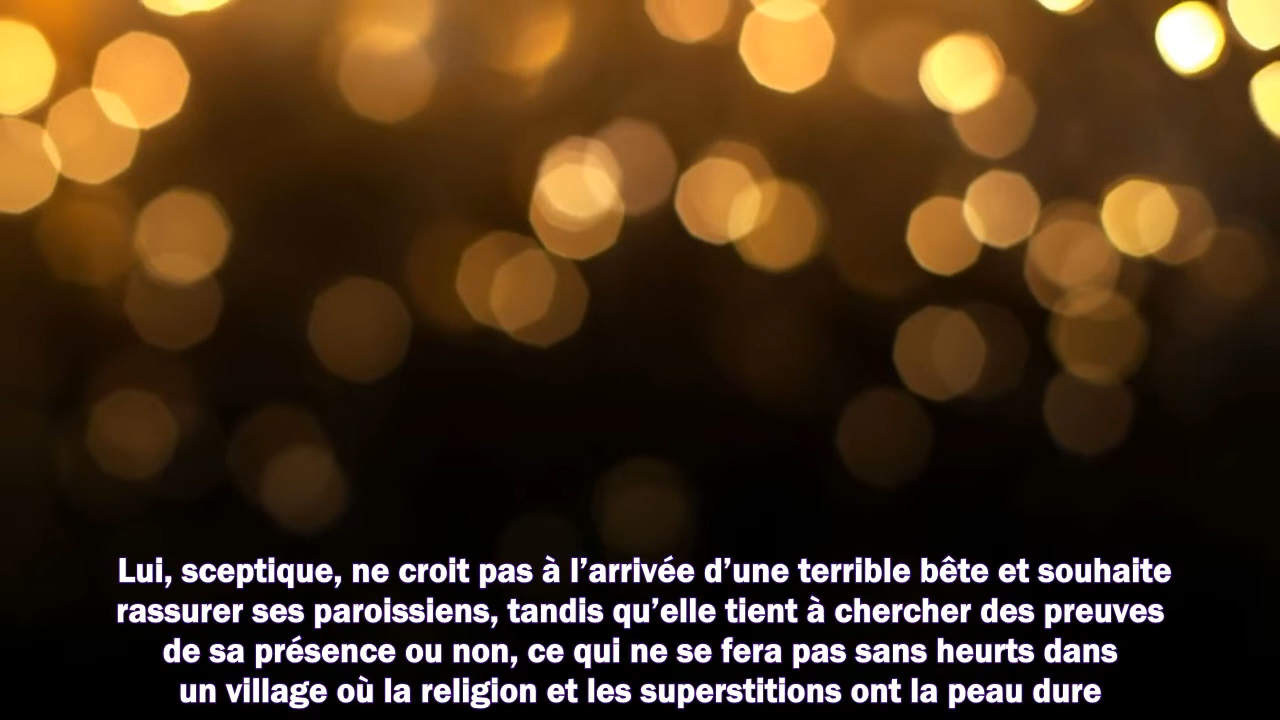 Lui, sceptique, ne croit pas à l’arrivée d’une terrible bête et souhaite
rassurer ses paroissiens, tandis qu’elle tient à chercher des preuves
de sa présence ou non, ce qui ne se fera pas sans heurts dans
un village où la religion et les superstitions ont la peau dure